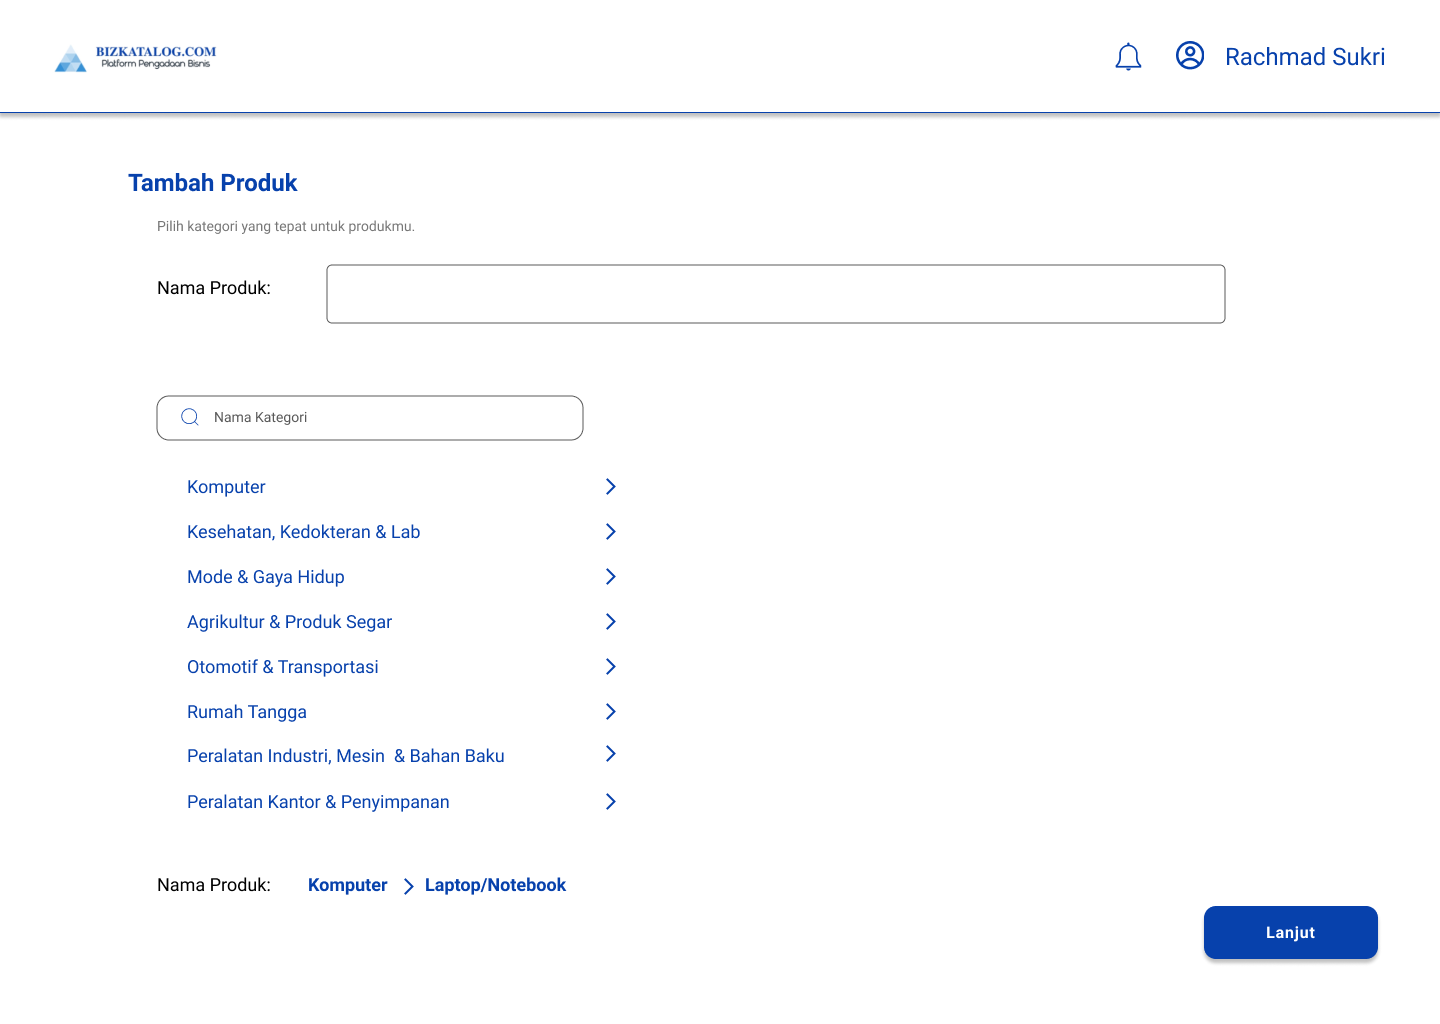 BIZKATALOG.COM
Platform Pengadaan Bisnis
Rachmad Sukri
Tambah Produk
Pilih kategori yang tepat untuk produkmu.
Nama Produk:
Nama Kategori
Komputer
Kesehatan, Kedokteran & Lab
Mode & Gaya Hidup
Agrikultur & Produk Segar
Otomotif & Transportasi
Rumah Tangga
Peralatan Industri, Mesin  & Bahan Baku
Peralatan Kantor & Penyimpanan
Nama Produk: Komputer Laptop/Notebook
Lanjut